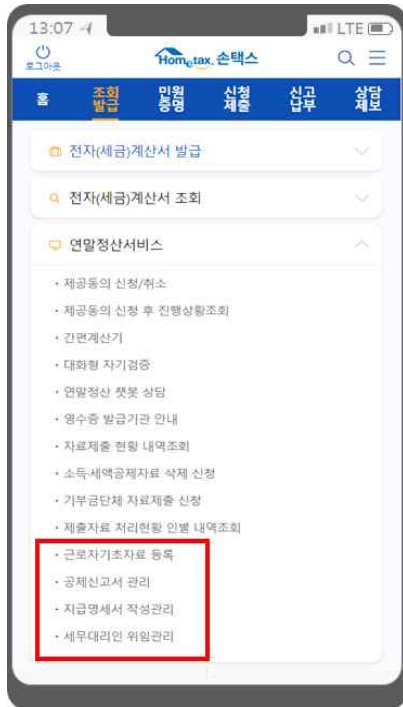 13:07
LTE
로그아웃
Hometax. 손택스
홈
조회
발급
민원
증명
신청
제출
신고
납부
상담
제보
전자(세금)계산서 발급
전자(세금)계산서 조회
연말정산서비스
· 제공동의 신청/취소
· 제공동의 신청 후 진행상황조회
· 간편계산기
· 대화형 자기검증
· 연말정산 챗봇 상담
· 영수증 발급기관 안내
· 자료제출 현황 내역조회
· 소득·세액공제자료 삭제 신청
· 기부금단체 자료제출 신청
· 제출자료 처리현황 인별 내역조회
· 근로자기초자료 등록
· 공제신고서 관리
· 지급명세서 작성관리
· 세무대리인 위임관리